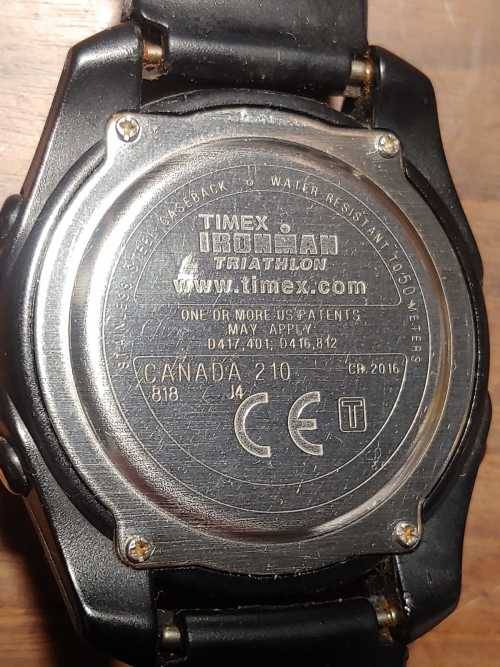 STAINLESS STEEL CASEBACK WATER RESISTANT TO 50 METERS
TIMEX
IRONMAN
TRIATHLON
www.timex.com
ONE OR MORE US PATENTS
MAY APPLY
D417,401; D416,812
CANADA 210 CR.2016
818 J4
CE T